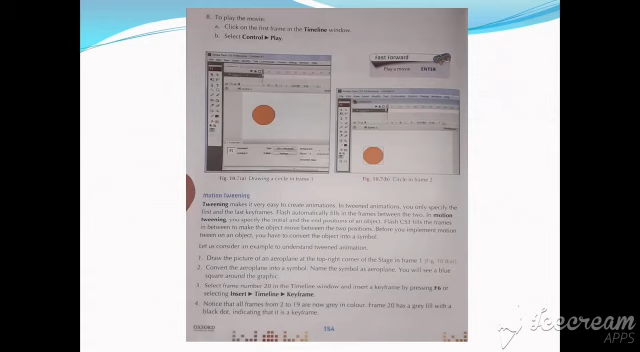 8. To play the movie:
a. Click on the first frame in the Timeline window.
b. Select Control ► Play.
Fast Forward
Play a movie ENTER
Fig. 10.7(a) Drawing a circle in frame 1
Fig. 10.7(b) Circle in frame 2
motion Tweening
Tweening makes it very easy to create animations. In tweened animations, you only specify the
first and the last keyframes. Flash automatically fills in the frames between the two. In motion
tweening, you specify the initial and the end positions of an object. Flash CS3 fills the frames
in between to make the object move between the two positions. Before you implement motion
tween on an object, you have to convert the object into a symbol.
Let us consider an example to understand tweened animation.
1. Draw the picture of an aeroplane at the top-right corner of the Stage in frame 1
2. Convert the aeroplane into a symbol. Name the symbol as aeroplane. You will see a blue
square around the graphic.
3. Select frame number 20 in the Timeline window and insert a keyframe by pressing F6 or
selecting Insert ► Timeline ► Keyframe.
4. Notice that all frames from 2 to 19 are now grey in colour. Frame 20 has a grey fill with a
black dot, indicating that it is a keyframe.
OXFORD
154
Icecream
APPS